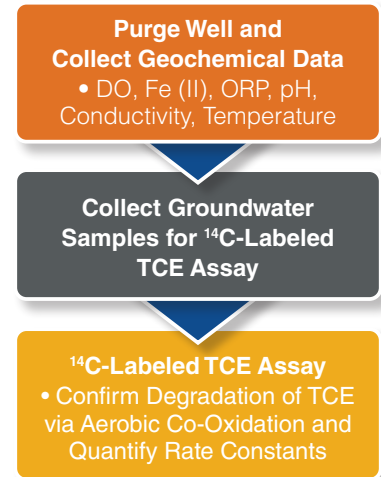 Purge Well and
Collect Geochemical Data
• DO, Fe (II), ORP, pH,
Conductivity, Temperature
Collect Groundwater
Samples for ¹⁴C-Labeled
TCE Assay
¹⁴C-Labeled TCE Assay
• Confirm Degradation of TCE
via Aerobic Co-Oxidation and
Quantify Rate Constants